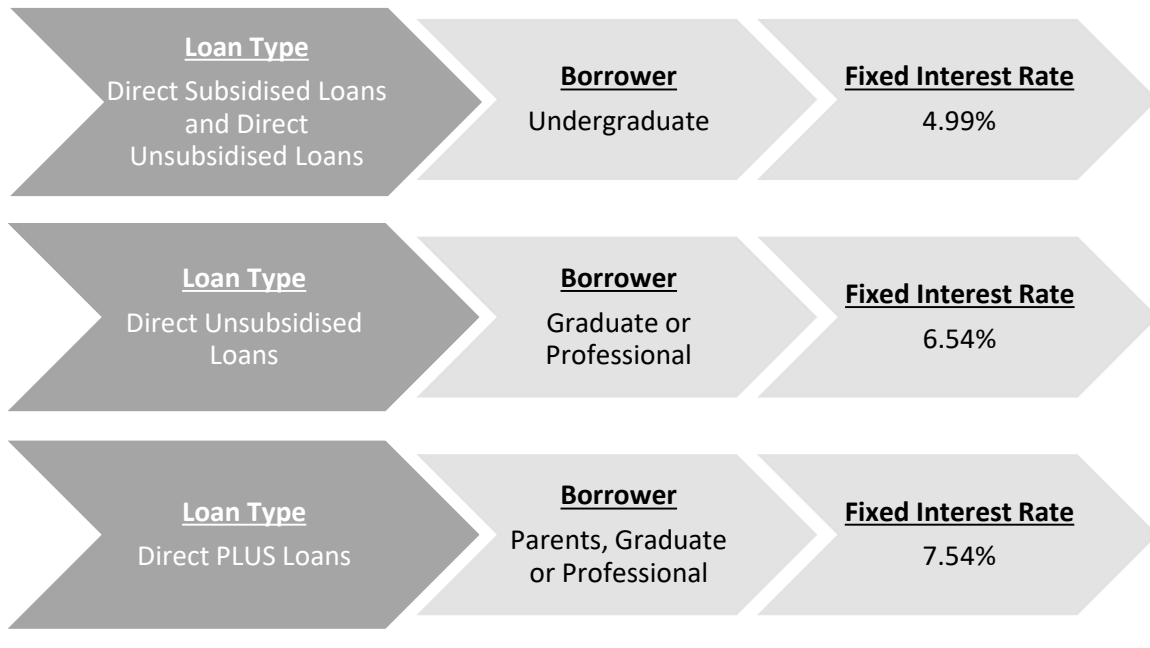 Loan Type
Direct Subsidised Loans
and Direct
Unsubsidised Loans
Borrower
Undergraduate
Fixed Interest Rate
4.99%
Loan Type
Direct Unsubsidised
Loans
Borrower
Graduate or
Professional
Fixed Interest Rate
6.54%
Loan Type
Direct PLUS Loans
Borrower
Parents, Graduate
or Professional
Fixed Interest Rate
7.54%